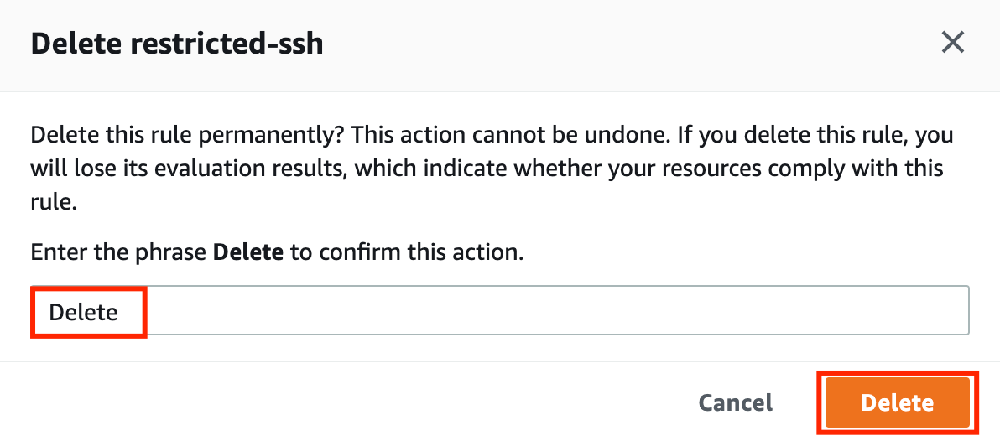 Delete restricted-ssh
Delete this rule permanently? This action cannot be undone. If you delete this rule, you
will lose its evaluation results, which indicate whether your resources comply with this
rule.
Enter the phrase Delete to confirm this action.
Delete
Cancel
Delete